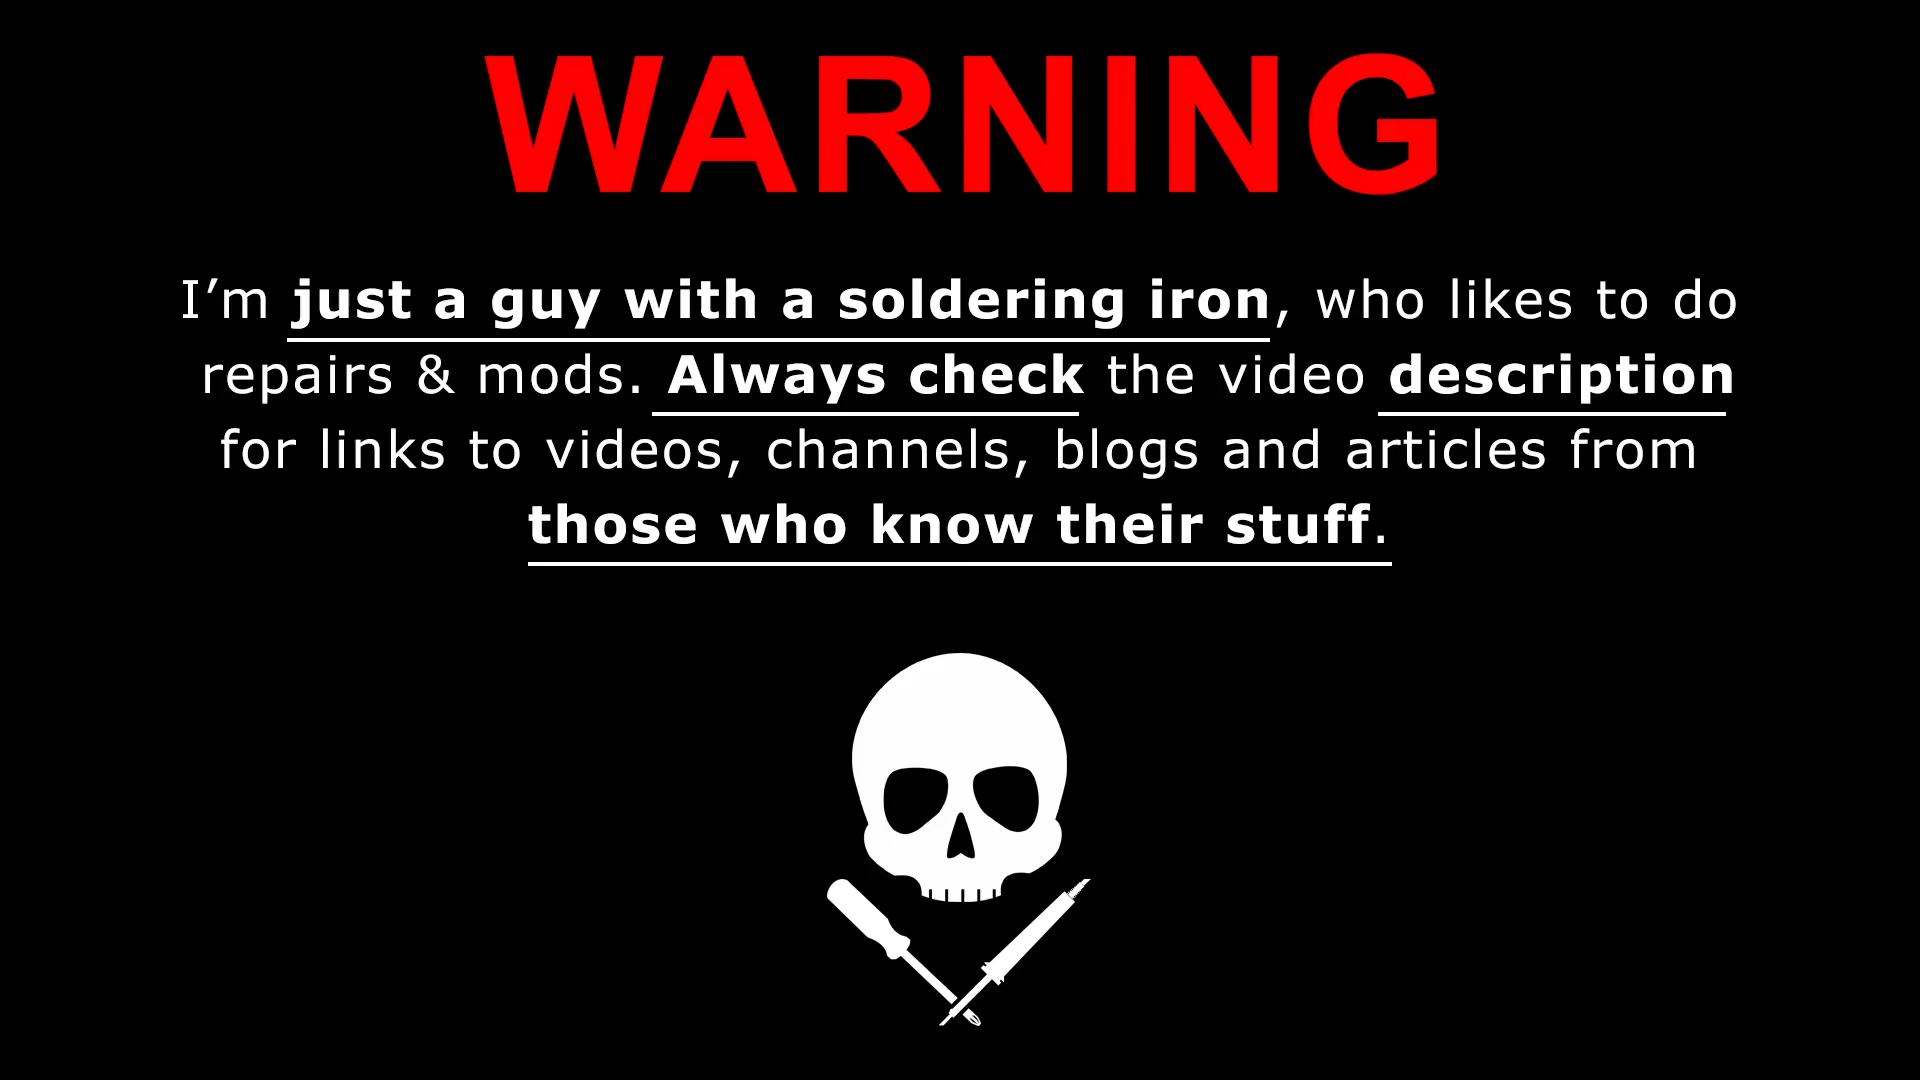 WARNING
I’m just a guy with a soldering iron, who likes to do
repairs & mods. Always check the video description
for links to videos, channels, blogs and articles from
those who know their stuff.